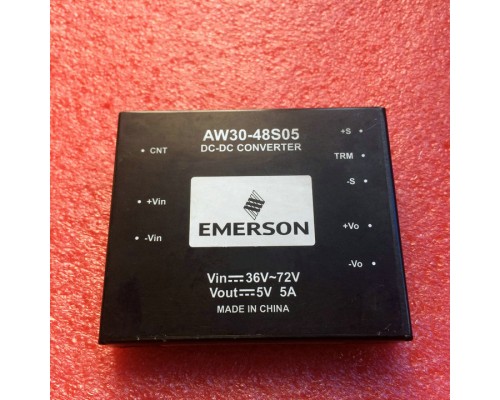 AW30-48S05
DC-DC CONVERTER
CNT
+Vin
-Vin
+S
TRM
-S
+Vo
-Vo
EMERSON
Vin⎓36V~72V
Vout⎓5V 5A
MADE IN CHINA